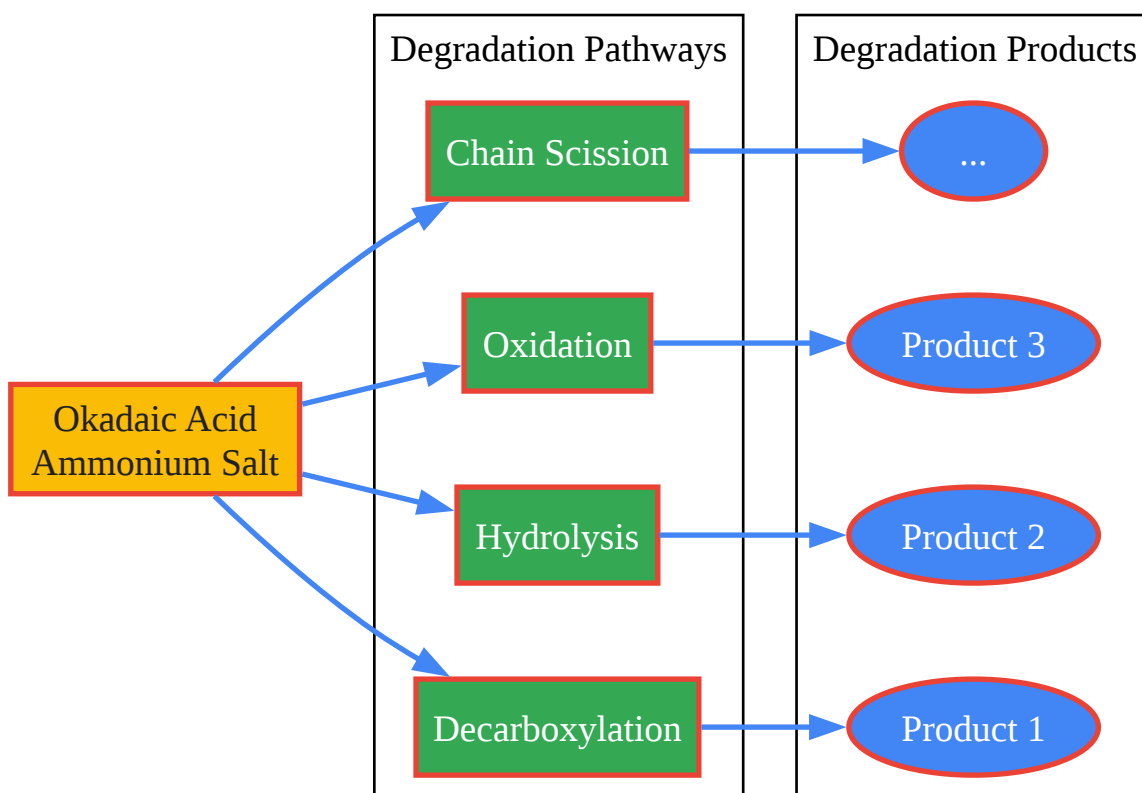 Degradation Pathways
Degradation Products
Chain Scission
...
Oxidation
Product 3
Okadaic Acid
Ammonium Salt
Hydrolysis
Product 2
Decarboxylation
Product 1